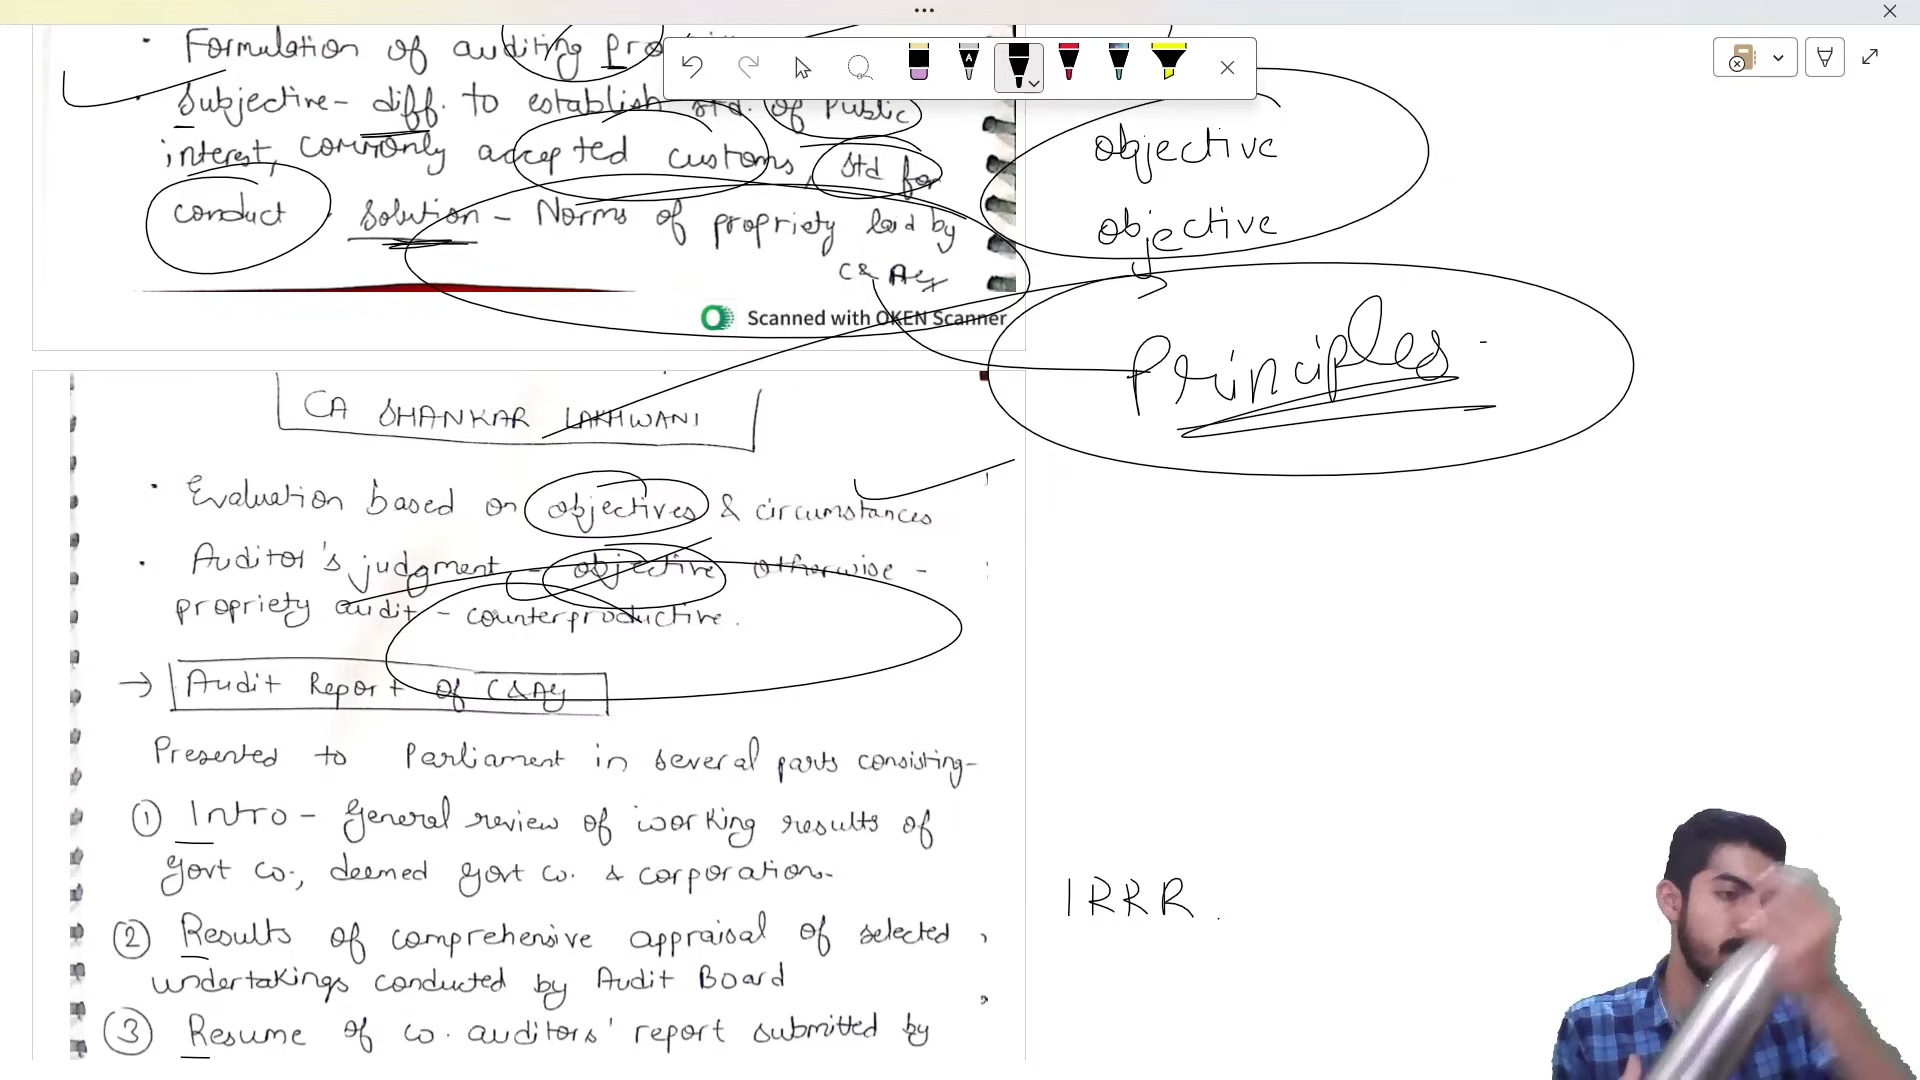 • Formulation of auditing pro
Subjective - diff. to establish std. of public
interest, commonly accepted customs, std for
conduct. Solution - Norms of propriety laid by
C&AG
Scanned with OKEN Scanner
objective
objective
Principles
CA SHANKAR LAKHWANI
• Evaluation based on objectives & circumstances
• Auditor's judgment - objective otherwise -
propriety audit - counterproductive.
→ Audit Report of C&AG
Presented to Parliament in several parts consisting-
① Intro - General review of working results of
Govt co., deemed govt co. & corporation.
② Results of comprehensive appraisal of selected
undertakings conducted by Audit Board
③ Resume of co. auditors' report submitted by
IRRR.